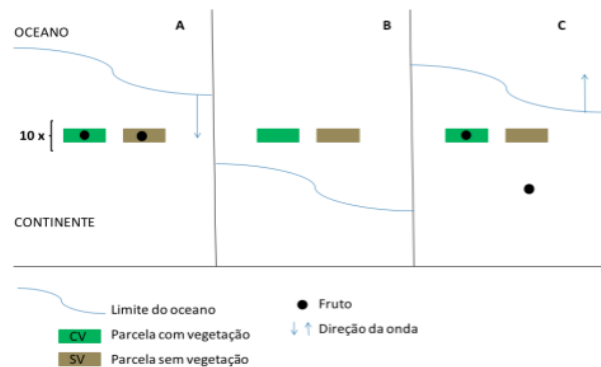 OCEANO
A
B
C
10 x
CONTINENTE
Limite do oceano
Fruto
CV Parcela com vegetação
Direção da onda
SV Parcela sem vegetação